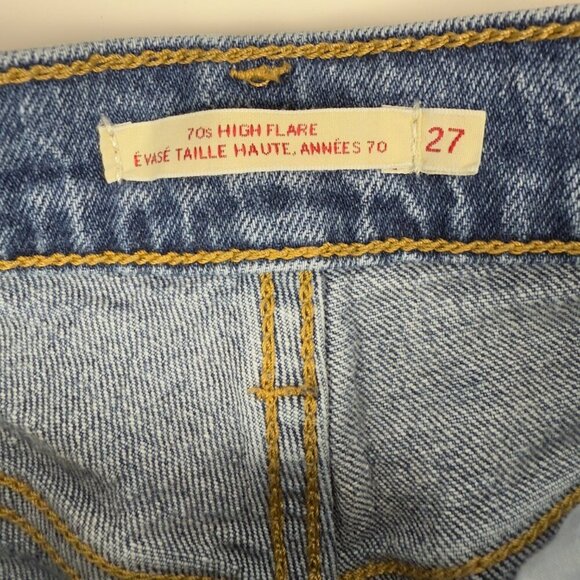 70s HIGH FLARE
ÉVASÉ TAILLE HAUTE, ANNÉES 70
27